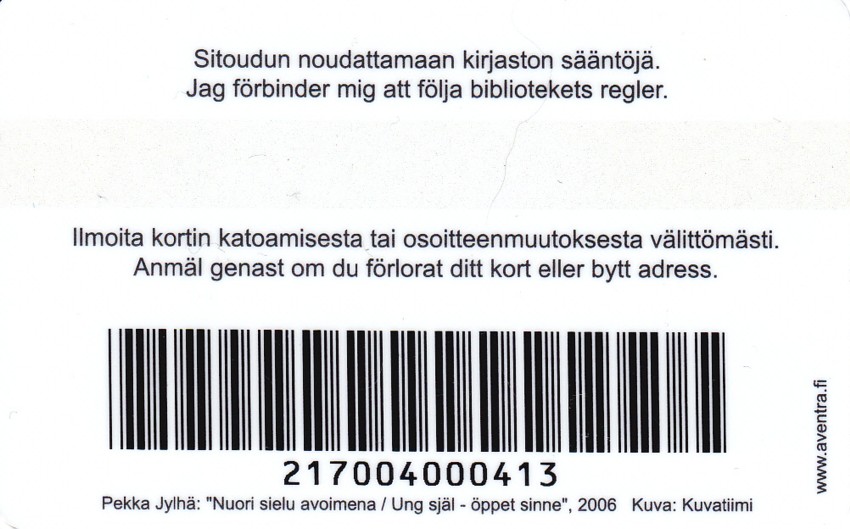 Sitoudun noudattamaan kirjaston sääntöjä.
Jag förbinder mig att följa bibliotekets regler.
Ilmoita kortin katoamisesta tai osoitteenmuutoksesta välittömästi.
Anmäl genast om du förlorat ditt kort eller bytt adress.
217004000413
Pekka Jylhä: "Nuori sielu avoimena / Ung själ - öppet sinne", 2006 Kuva: Kuvatiimi
www.aventra.fi